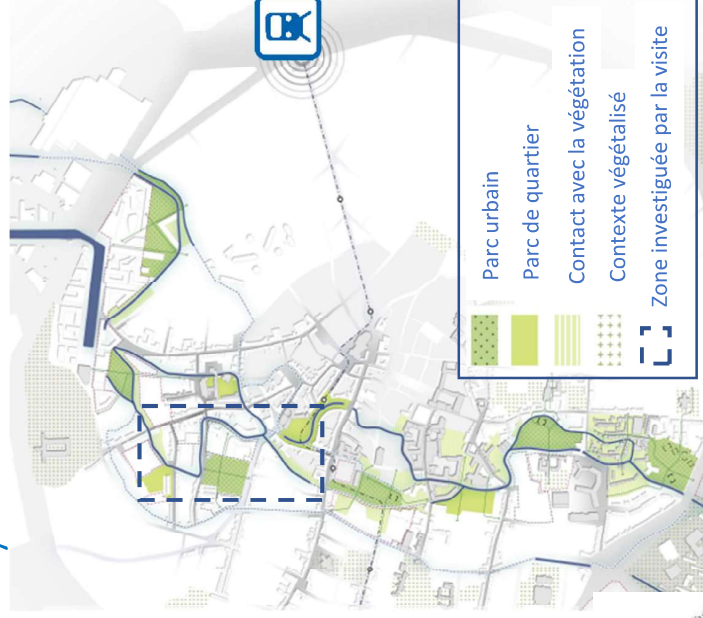 Parc urbain
Parc de quartier
Contact avec la végétation
Contexte végétalisé
Zone investiguée par la visite